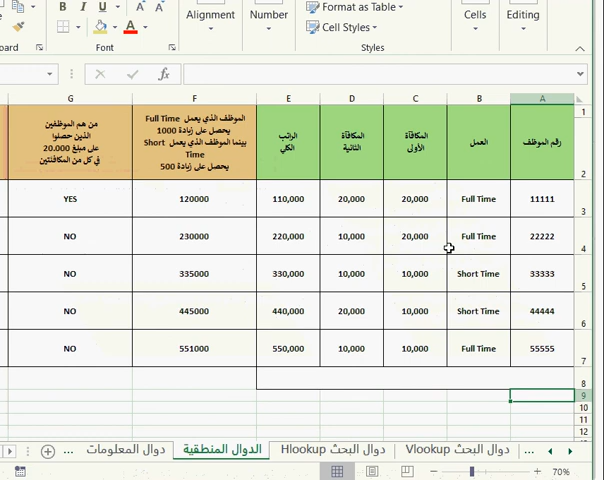 Format as Table
Cell Styles
Alignment
Number
Cells
Editing
B I U A A
A
oard
Font
Styles
fx
G F E D C B A
1
من هم الموظفين
الذين حصلوا
على مبلغ 20.000
في كل من المكافئتين
الموظف الذي يعمل Full Time
يحصل على زيادة 1000
بينما الموظف الذي يعمل Short
Time
يحصل على زيادة 500
الراتب
الكلي
المكافآة
الثانية
المكافآة
الأولى
العمل
رقم الموظف
2
YES 120000 110,000 20,000 20,000 Full Time 11111
3
NO 230000 220,000 10,000 20,000 Full Time 22222
4
NO 335000 330,000 10,000 10,000 Short Time 33333
5
NO 445000 440,000 20,000 10,000 Short Time 44444
6
NO 551000 550,000 10,000 10,000 Full Time 55555
7
8
9
10
11
12
... دوال المعلومات الدوال المنطقية دوال البحث Hlookup دوال البحث Vlookup ...
70%